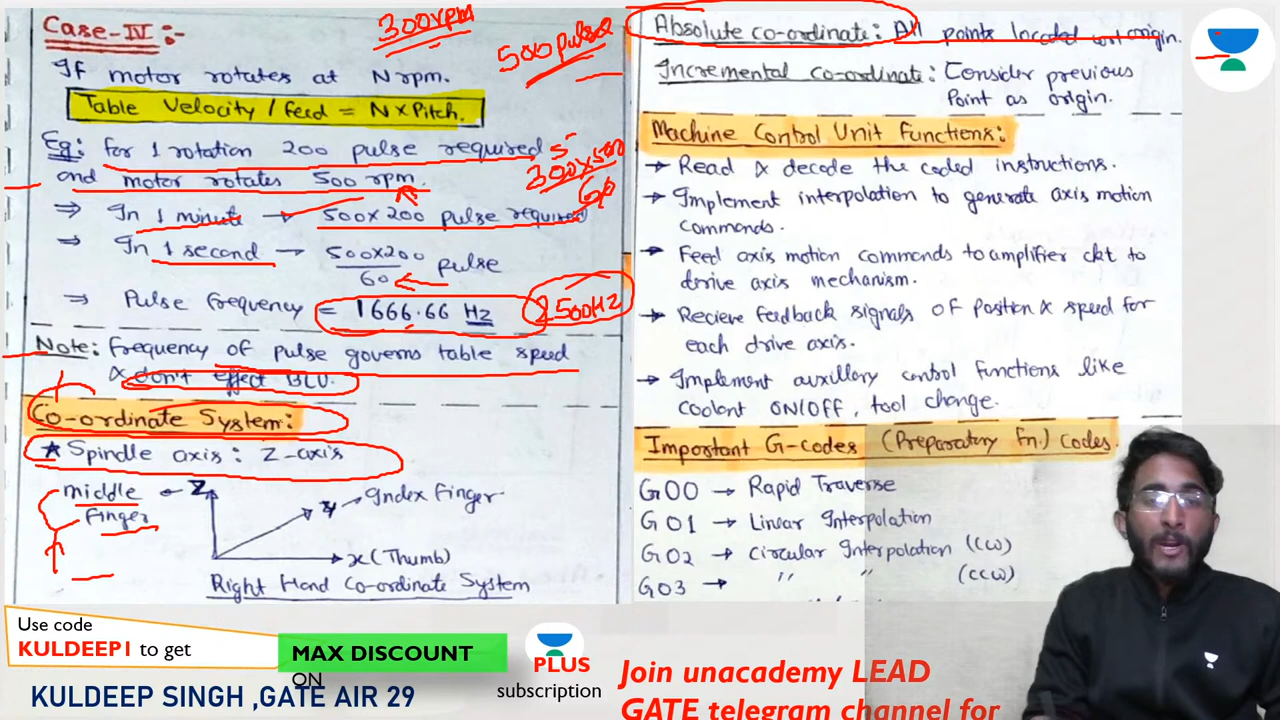 Case-IV :-
If motor rotates at N rpm.
Table Velocity / feed = N x Pitch.
Eg: for 1 rotation 200 pulse required
and motor rotates 500 rpm.
⇒ In 1 minute → 500 x 200 pulse required
⇒ In 1 second → 500x200/60 pulse
⇒ Pulse frequency = 1666.66 Hz
Note: frequency of pulse governs table speed
& don't effect BLU.
Co-ordinate System:
★ Spindle axis: Z-axis
middle finger ← Z
y → Index Finger
x (Thumb)
Right Hand Co-ordinate System
300rpm
500 pulse
5
300x500
60
2500HZ
Absolute co-ordinate: All points located wrt origin.
Incremental co-ordinate: Consider previous
Point as origin.
Machine Control Unit Functions:
→ Read & decode the coded instructions.
→ Implement interpolation to generate axis motion
commands.
→ Feed axis motion commands to amplifier ckt to
drive axis mechanism.
→ Recieve feedback signals of position & speed for
each drive axis.
→ Implement auxillary control functions like
coolant ON/OFF, tool change.
Important G-codes (Preparatory Fn.) Codes.
G00 → Rapid Traverse
G01 → Linear Interpolation
G02 → Circular Interpolation (CW)
G03 → " " (CCW)
Use code
KULDEEP1 to get
MAX DISCOUNT
ON
PLUS
subscription
KULDEEP SINGH ,GATE AIR 29
Join unacademy LEAD
GATE telegram channel for